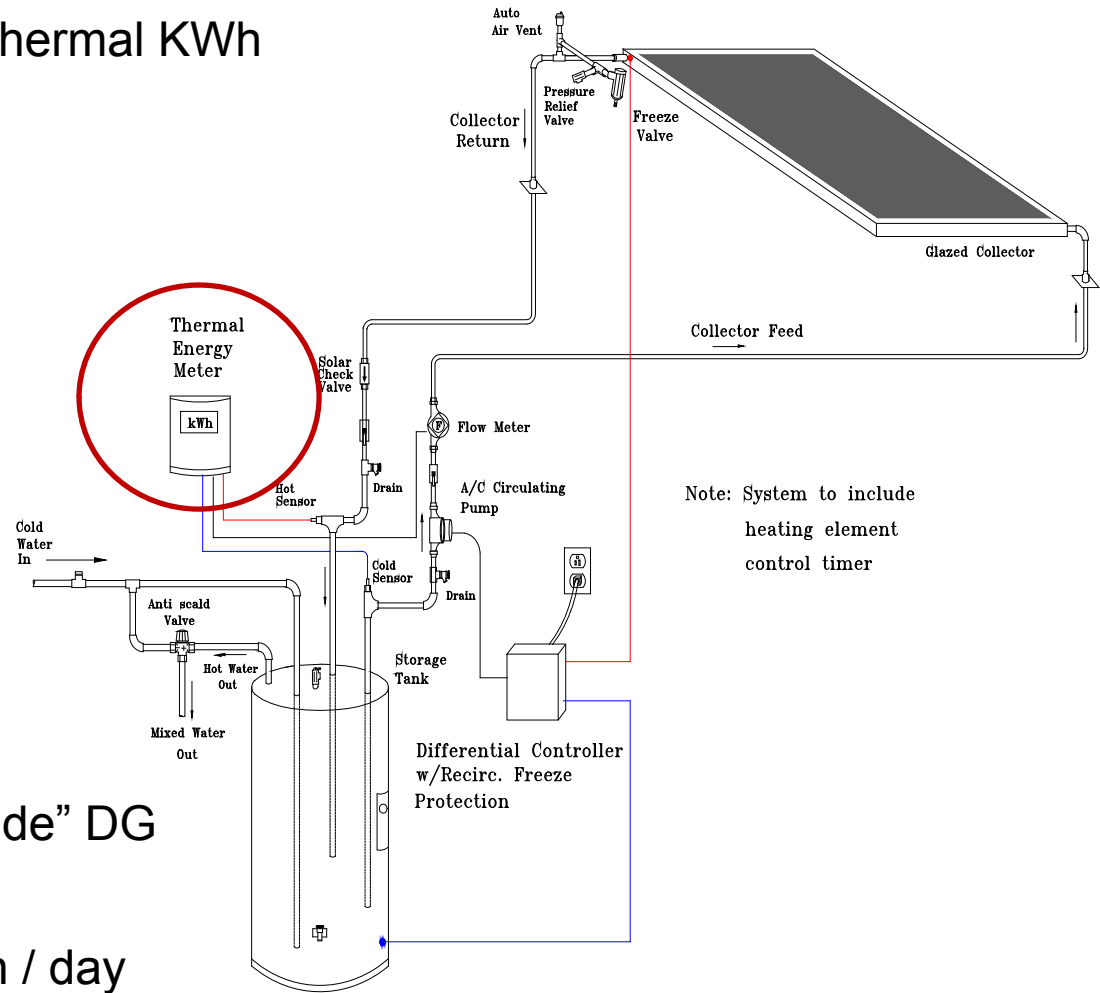 hermal KWh
Auto
Air Vent
Pressure
Relief
Valve
Freeze
Valve
Collector
Return
Glazed Collector
Collector Feed
Thermal
Energy
Meter
kWh
Solar
Check
Valve
F
Flow Meter
Hot
Sensor
Drain
A/C Circulating
Pump
Note: System to include
heating element
control timer
Cold
Water
In
Cold
Sensor
Drain
Anti scald
Valve
Hot Water
Out
Storage
Tank
Mixed Water
Out
Differential Controller
w/Recirc. Freeze
Protection
de” DG
/ day